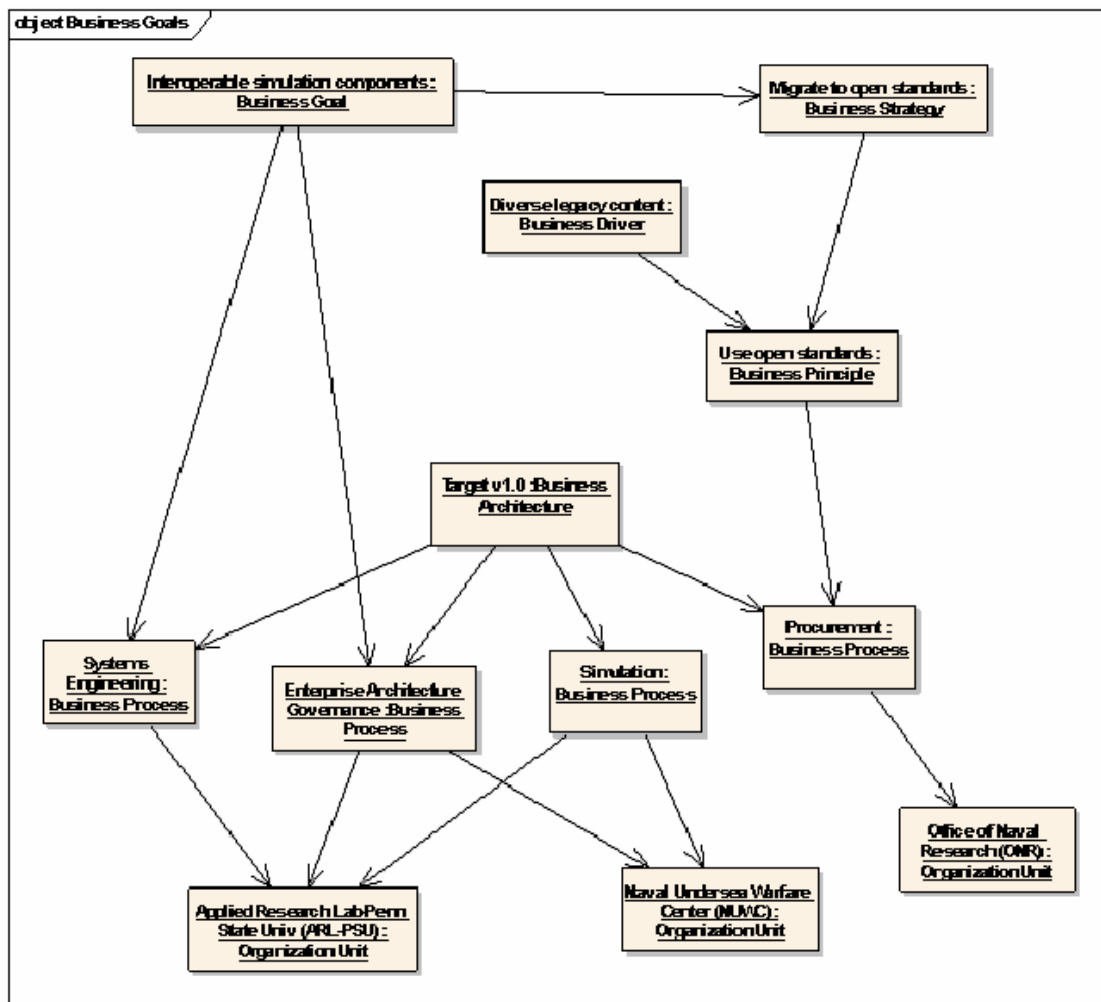 object Business Goals
Interoperable simulation components :
Business Goal
Migrate to open standards :
Business Strategy
Diverse legacy content :
Business Driver
Use open standards :
Business Principle
Target v1.0 :Business
Architecture
Procurement :
Business Process
Systems
Engineering :
Business Process
Enterprise Architecture
Governance :Business
Process
Simulation :
Business Process
Office of Naval
Research (ONR) :
Organization Unit
Applied Research Lab-Penn
State Univ (ARL-PSU) :
Organization Unit
Naval Undersea Warfare
Center (NUWC) :
Organization Unit